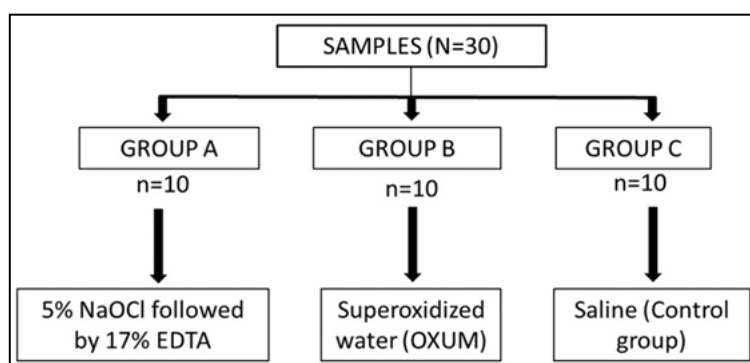 SAMPLES (N=30)
GROUP A
GROUP B
GROUP C
n=10
n=10
n=10
5% NaOCl followed
by 17% EDTA
Superoxidized
water (OXUM)
Saline (Control
group)